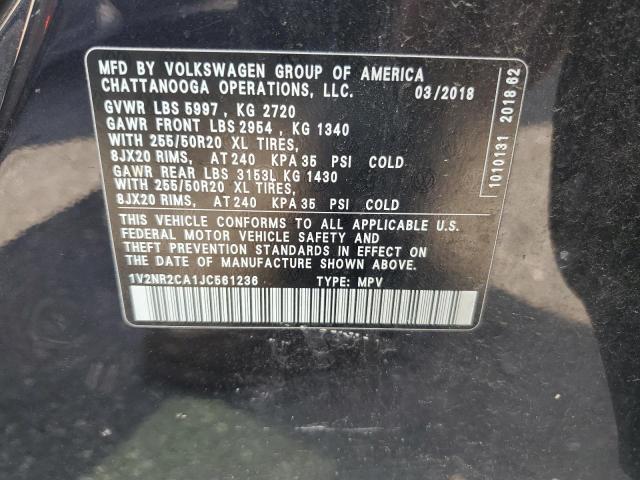 MFD BY VOLKSWAGEN GROUP OF AMERICA
CHATTANOOGA OPERATIONS, LLC. 03/2018
GVWR LBS 5997 , KG 2720
GAWR FRONT LBS 2954 , KG 1340
WITH 255/50R20 XL TIRES,
8JX20 RIMS, AT 240 KPA 35 PSI COLD
GAWR REAR LBS 3153L KG 1430
WITH 255/50R20 XL TIRES,
8JX20 RIMS, AT 240 KPA 35 PSI COLD
THIS VEHICLE CONFORMS TO ALL APPLICABLE U.S.
FEDERAL MOTOR VEHICLE SAFETY AND
THEFT PREVENTION STANDARDS IN EFFECT ON
THE DATE OF MANUFACTURE SHOWN ABOVE.
1V2NR2CA1JC561236 TYPE: MPV
1010131 2018 62